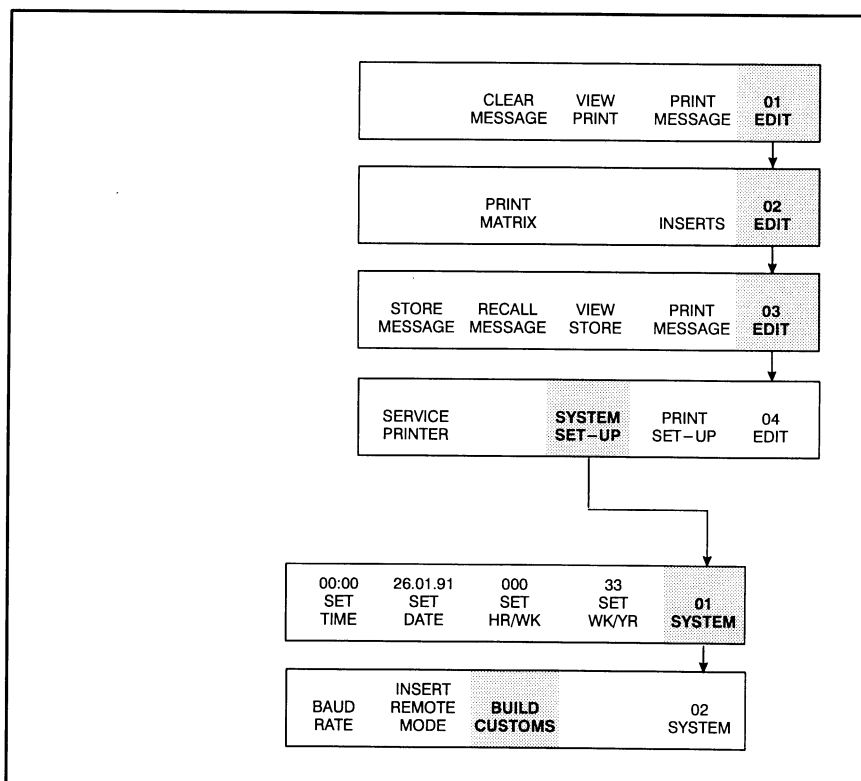 CLEAR VIEW PRINT 01
MESSAGE PRINT MESSAGE EDIT
PRINT 02
MATRIX INSERTS EDIT
STORE RECALL VIEW PRINT 03
MESSAGE MESSAGE STORE MESSAGE EDIT
SERVICE SYSTEM PRINT 04
PRINTER SET-UP SET-UP EDIT
00:00 26.01.91 000 33
SET SET SET SET 01
TIME DATE HR/WK WK/YR SYSTEM
INSERT
BAUD REMOTE BUILD 02
RATE MODE CUSTOMS SYSTEM